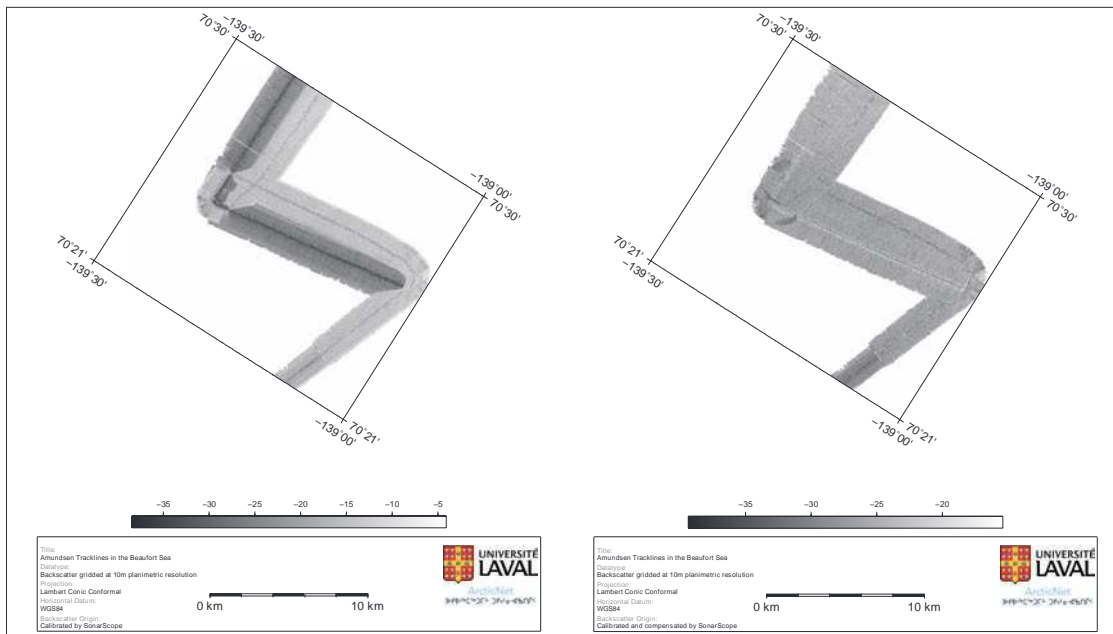 −139˚30'
70˚30'
−139˚00'
70˚30'
70˚21'
−139˚30'
70˚21'
−139˚00'
−35 −30 −25 −20 −15 −10 −5
Title:
Amundsen Tracklines in the Beaufort Sea
Datatype:
Backscatter gridded at 10m planimetric resolution
Projection:
Lambert Conic Conformal
Horizontal Datum:
WGS84
Backscatter Origin:
Calibrated by SonarScope
0 km 10 km
UNIVERSITÉ
LAVAL
ArcticNet
−139˚30'
70˚30'
−139˚00'
70˚30'
70˚21'
−139˚30'
70˚21'
−139˚00'
−35 −30 −25 −20
Title:
Amundsen Tracklines in the Beaufort Sea
Datatype:
Backscatter gridded at 10m planimetric resolution
Projection:
Lambert Conic Conformal
Horizontal Datum:
WGS84
Backscatter Origin:
Calibrated and compensated by SonarScope
0 km 10 km
UNIVERSITÉ
LAVAL
ArcticNet